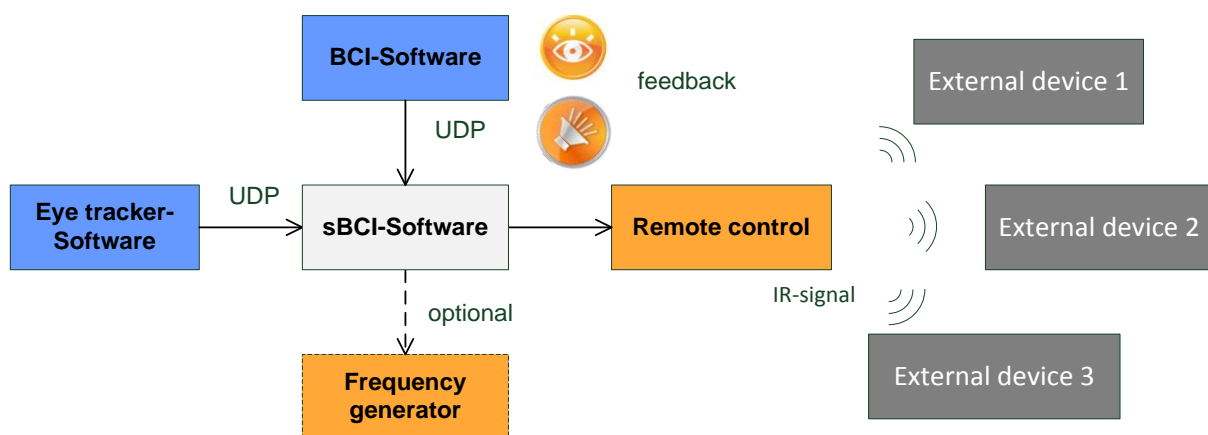 BCI-Software
feedback
External device 1
UDP
UDP
Eye tracker-
Software
sBCI-Software
Remote control
External device 2
IR-signal
optional
External device 3
Frequency
generator